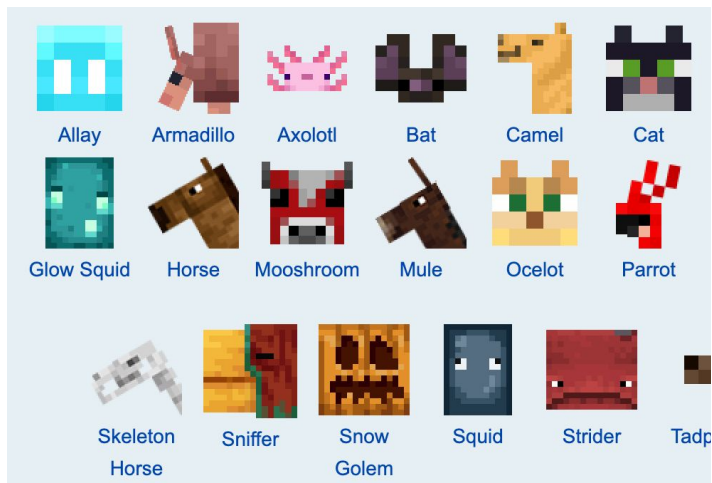 Allay Armadillo Axolotl Bat Camel Cat
Glow Squid Horse Mooshroom Mule Ocelot Parrot
Skeleton Sniffer Snow Squid Strider Tadp
Horse Golem